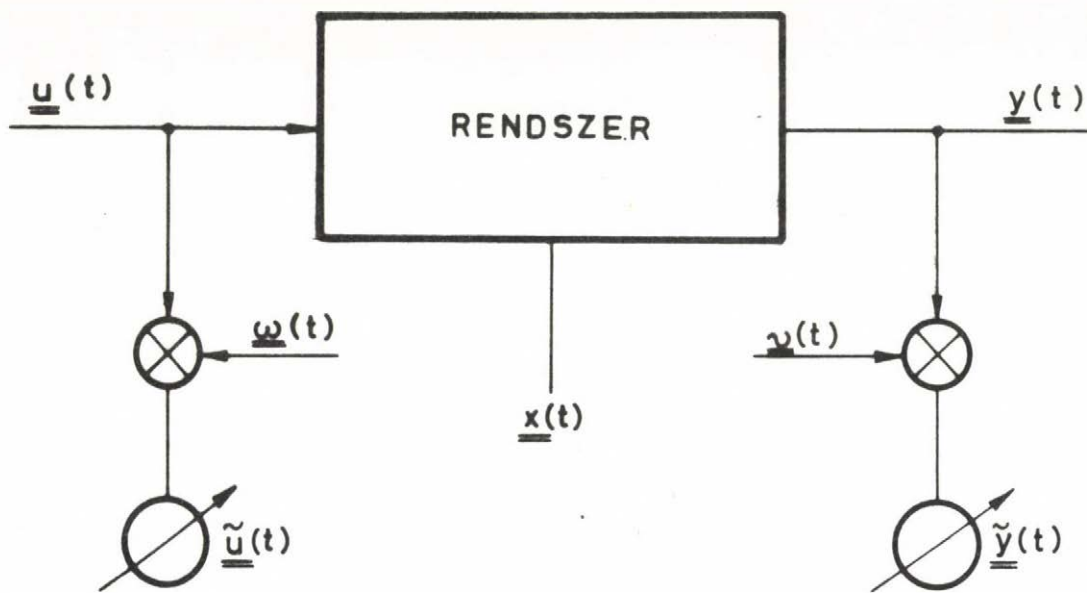 u(t)
RENDSZER
y(t)
ω(t)
v(t)
x(t)
ũ(t)
ỹ(t)